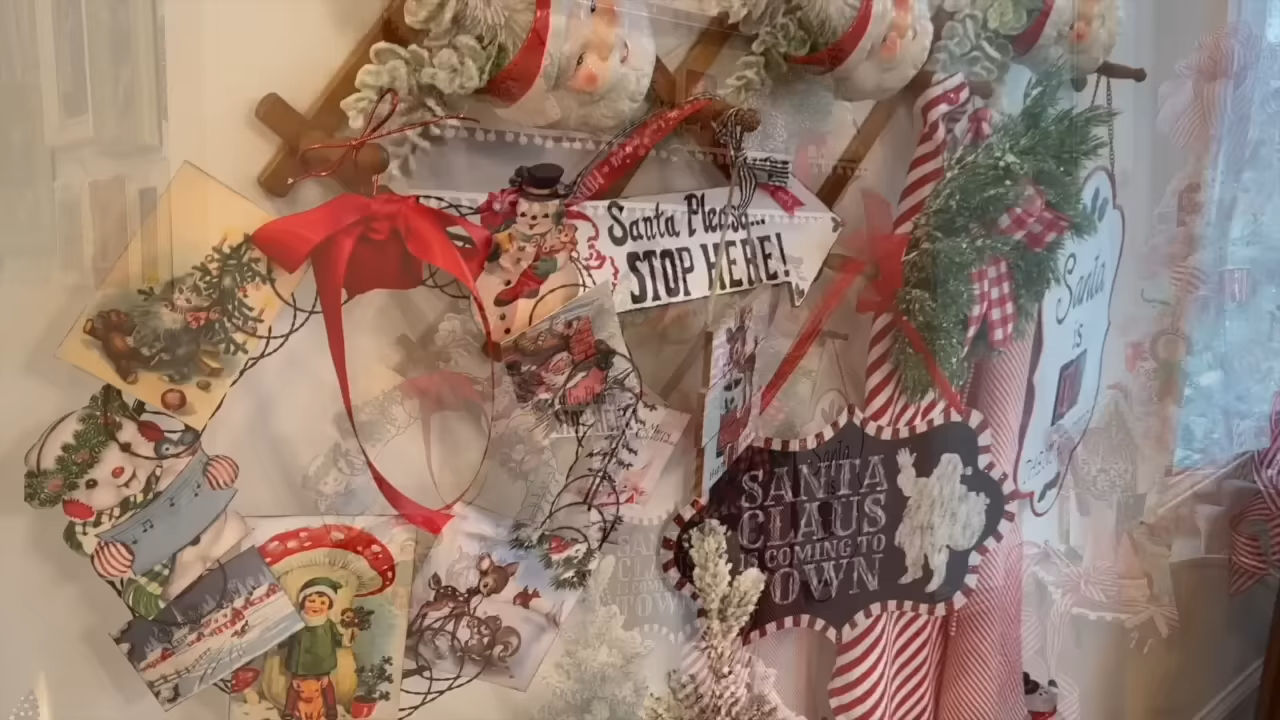 Santa Please...
STOP HERE!
Santa
is
SANTA
CLAUS
IS COMING TO
TOWN